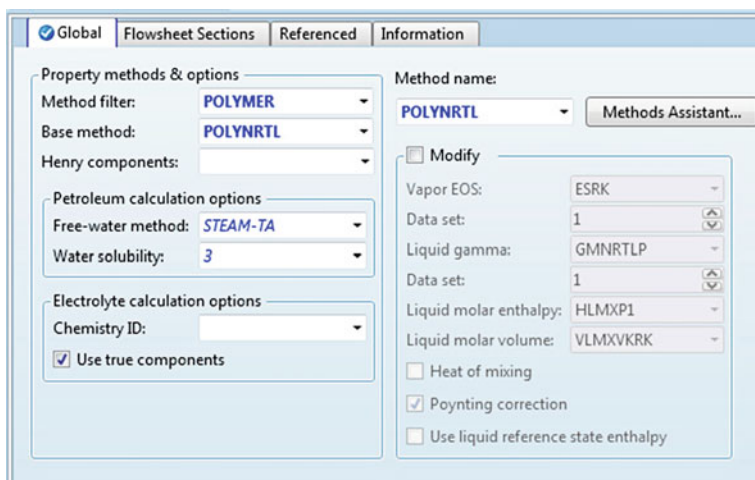 Global Flowsheet Sections Referenced Information
Property methods & options
Method filter: POLYMER
Base method: POLYNRTL
Henry components:
Petroleum calculation options
Free-water method: STEAM-TA
Water solubility: 3
Electrolyte calculation options
Chemistry ID:
Use true components
Method name:
POLYNRTL Methods Assistant...
Modify
Vapor EOS: ESRK
Data set: 1
Liquid gamma: GMNRTLP
Data set: 1
Liquid molar enthalpy: HLMXP1
Liquid molar volume: VLMXVKRK
Heat of mixing
Poynting correction
Use liquid reference state enthalpy